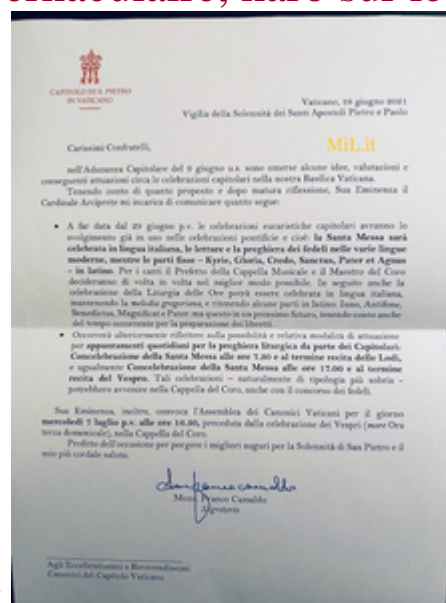 CAPITOLO DI S. PIETRO
IN VATICANO
Vaticano, 28 giugno 2021
Vigilia della Solennità dei Santi Apostoli Pietro e Paolo
MiL.it
Carissimi Confratelli,
nell'Adunanza Capitolare del 9 giugno u.s. sono emerse alcune idee, valutazioni e
conseguenti attuazioni circa le celebrazioni capitolari nella nostra Basilica Vaticana.
Tenendo conto di quanto proposto e dopo matura riflessione, Sua Eminenza il
Cardinale Arciprete mi incarica di comunicare quanto segue:
• A far data dal 29 giugno p.v. le celebrazioni eucaristiche capitolari avranno lo
svolgimento già in uso nelle celebrazioni pontificie e cioè: la Santa Messa sarà
celebrata in lingua italiana, le letture e la preghiera dei fedeli nelle varie lingue
moderne, mentre le parti fisse – Kyrie, Gloria, Credo, Sanctus, Pater et Agnus
– in latino. Per i canti il Prefetto della Cappella Musicale e il Maestro del Coro
decideranno di volta in volta nel miglior modo possibile. In seguito anche la
celebrazione della Liturgia delle Ore potrà essere celebrata in lingua italiana,
mantenendo la melodia gregoriana, e ritenendo alcune parti in latino: Inno, Antifone,
Benedictus, Magnificat e Pater ma questo in un prossimo futuro, tenendo conto anche
del tempo occorrente per la preparazione dei libretti.
• Occorrerà ulteriormente riflettere sulla possibilità e relativa modalità di attuazione
per appuntamenti quotidiani per la preghiera liturgica da parte dei Capitolari:
Concelebrazione della Santa Messa alle ore 7.30 e al termine recita delle Lodi,
e ugualmente Concelebrazione della Santa Messa alle ore 17.00 e al termine
recita del Vespro. Tali celebrazioni – naturalmente di tipologia più sobria –
potrebbero avvenire nella Cappella del Coro, anche con il concorso dei fedeli.
Sua Eminenza, inoltre, convoca l'Assemblea dei Canonici Vaticani per il giorno
mercoledì 7 luglio p.v. alle ore 16.30, preceduta dalla celebrazione dei Vespri (more Ora
terza domenicale), nella Cappella del Coro.
Profitto dell'occasione per porgere i migliori auguri per la Solennità di San Pietro e il
mio più cordiale saluto.
Mons. Franco Camaldo
Segretario
Agli Eccellentissimi e Reverendissimi
Canonici del Capitolo Vaticano